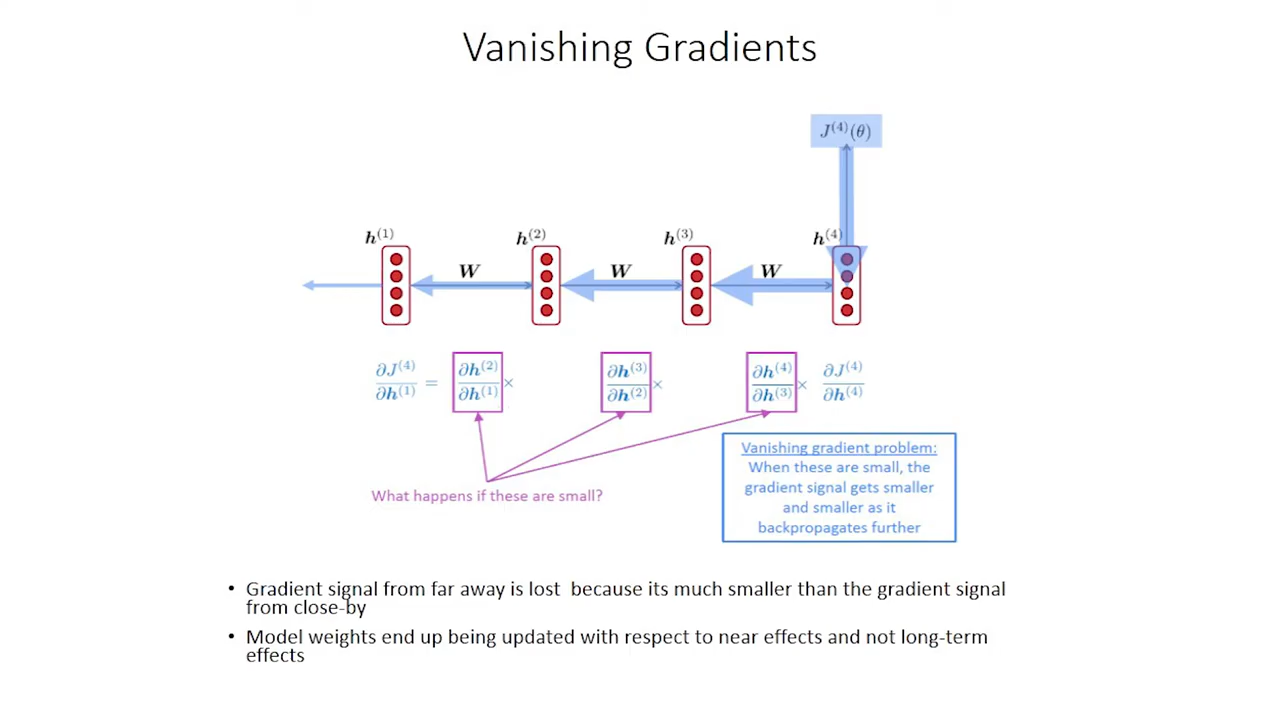 Vanishing Gradients
J⁽⁴⁾(θ)
h⁽¹⁾ h⁽²⁾ h⁽³⁾ h⁽⁴⁾
W W W
∂J⁽⁴⁾/∂h⁽¹⁾ = ∂h⁽²⁾/∂h⁽¹⁾ × ∂h⁽³⁾/∂h⁽²⁾ × ∂h⁽⁴⁾/∂h⁽³⁾ × ∂J⁽⁴⁾/∂h⁽⁴⁾
What happens if these are small?
Vanishing gradient problem:
When these are small, the
gradient signal gets smaller
and smaller as it
backpropagates further
• Gradient signal from far away is lost because its much smaller than the gradient signal
from close-by
• Model weights end up being updated with respect to near effects and not long-term
effects